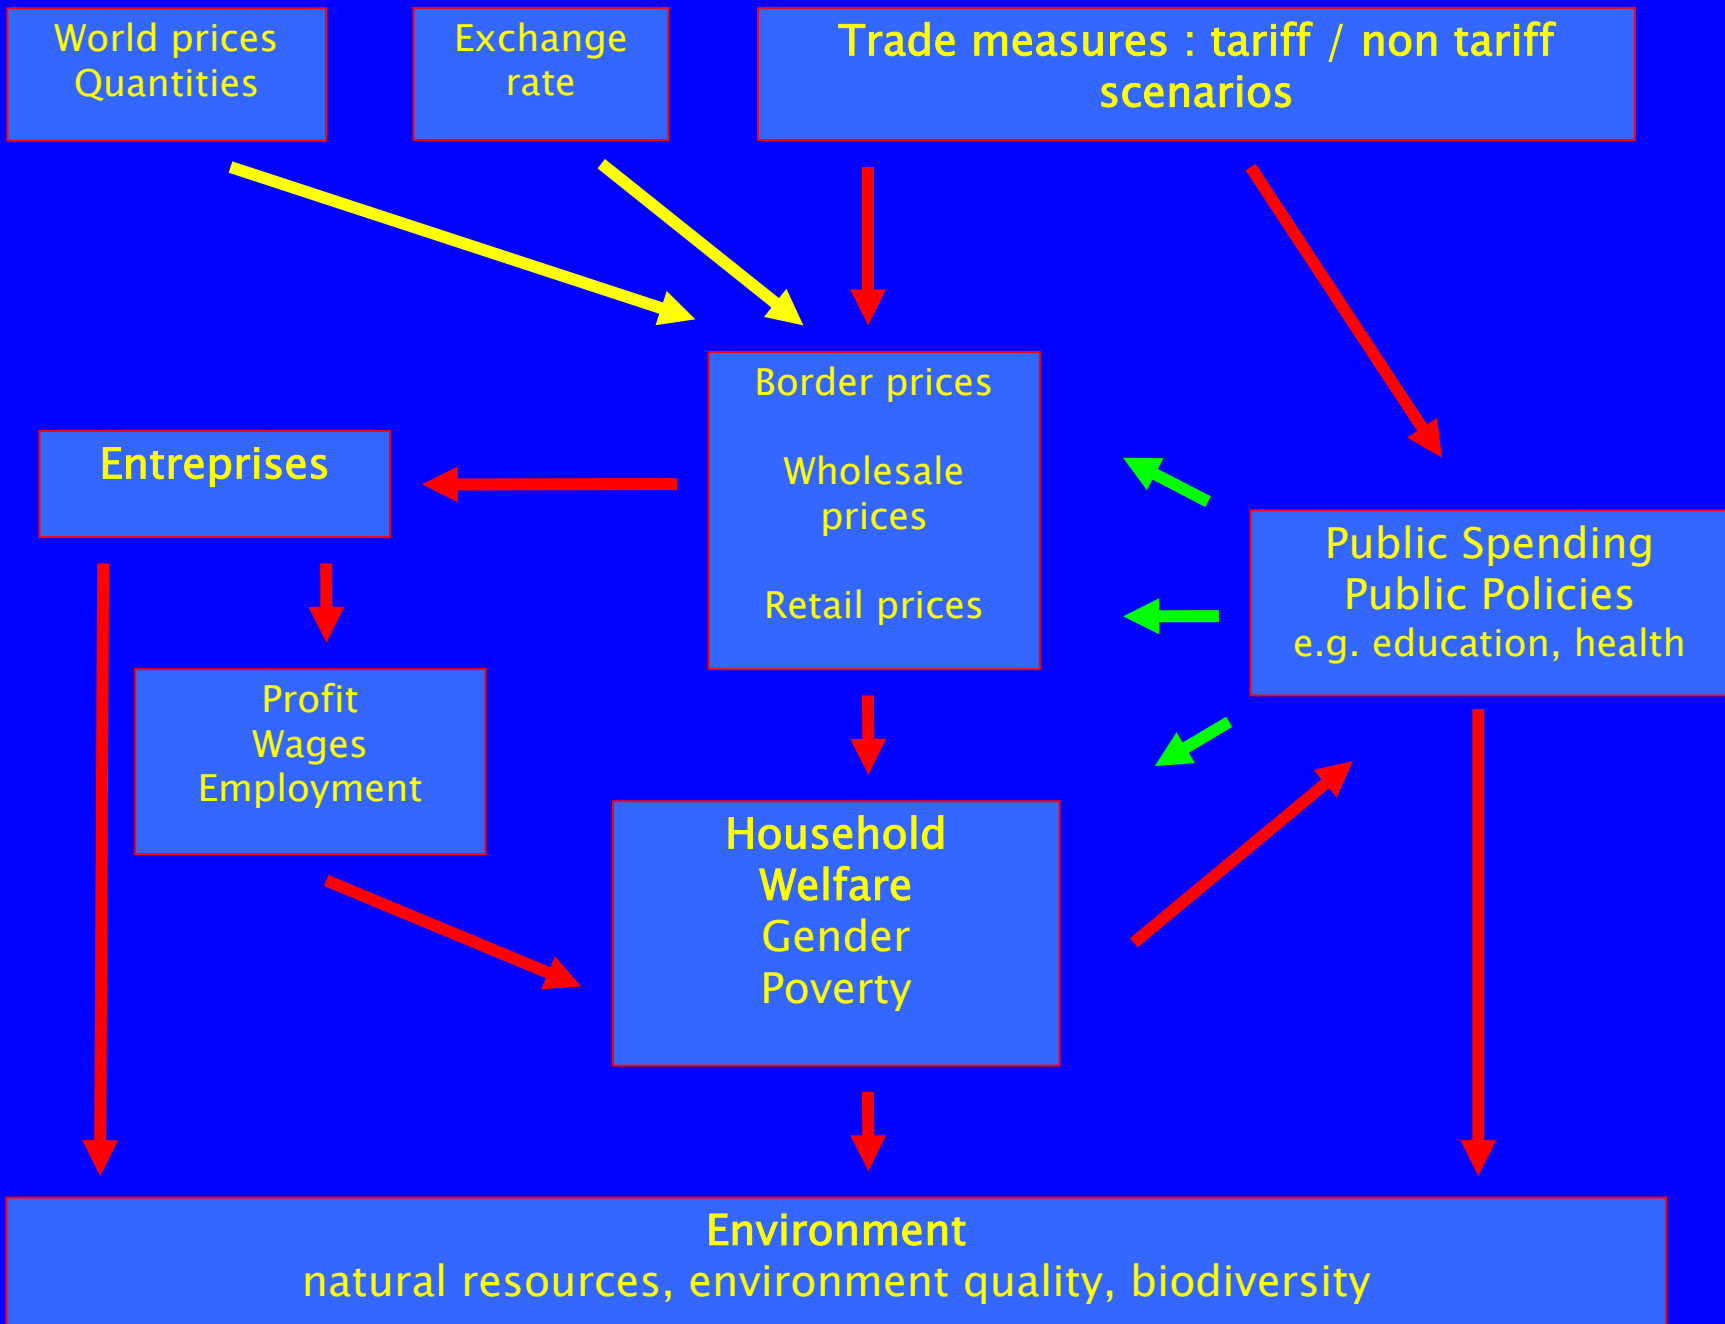 World prices
Quantities
Exchange
rate
Trade measures : tariff / non tariff
scenarios
Border prices
Wholesale
prices
Retail prices
Entreprises
Public Spending
Public Policies
e.g. education, health
Profit
Wages
Employment
Household
Welfare
Gender
Poverty
Environment
natural resources, environment quality, biodiversity